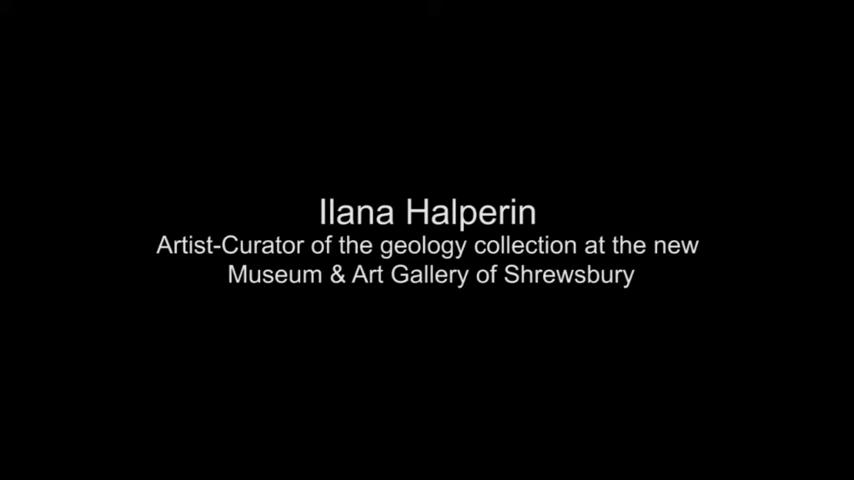 Ilana Halperin
Artist-Curator of the geology collection at the new
Museum & Art Gallery of Shrewsbury